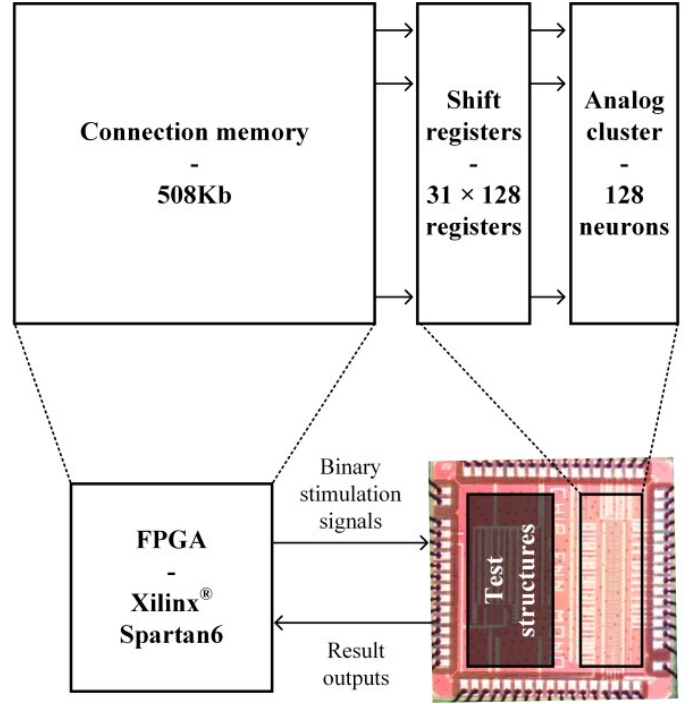 Connection memory
-
508Kb
Shift
registers
-
31 × 128
registers
Analog
cluster
-
128
neurons
Binary
stimulation
signals
FPGA
-
Xilinx®
Spartan6
Test
structures
Result
outputs